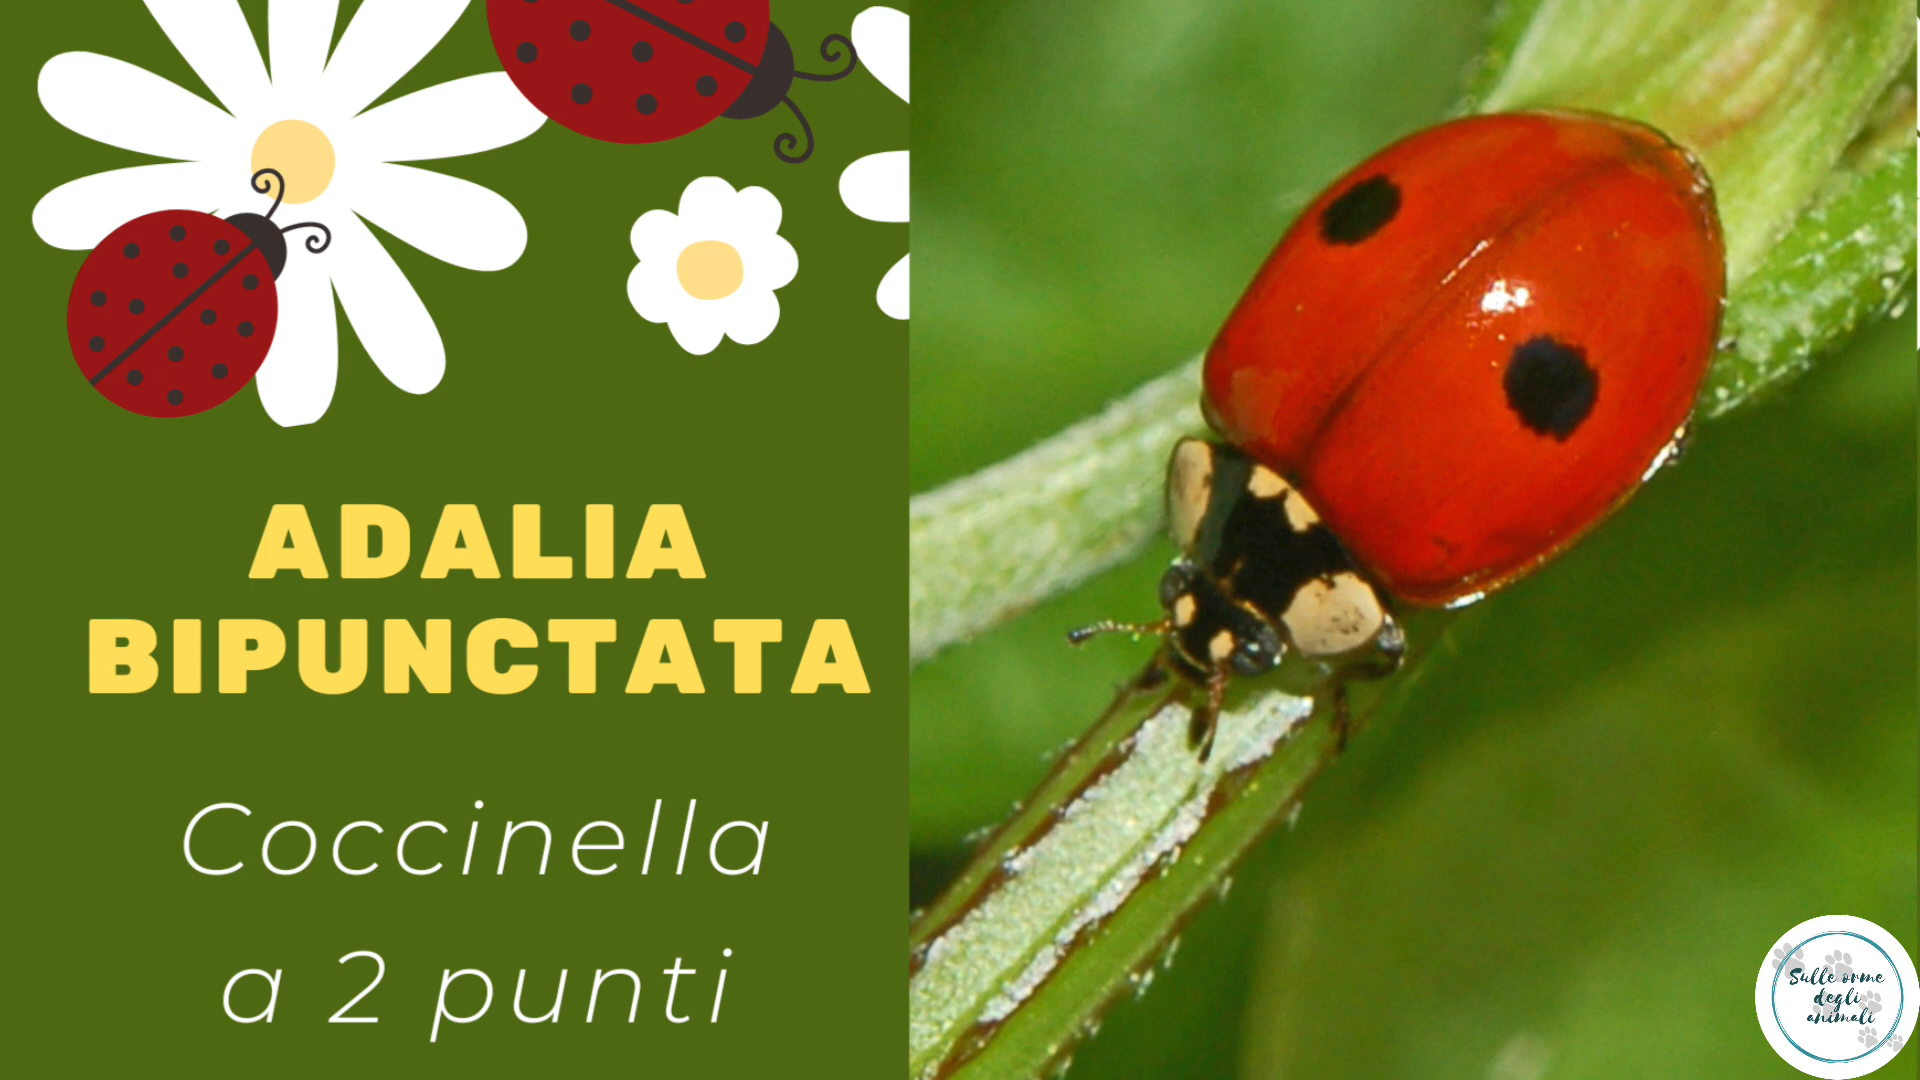 ADALIA
BIPUNCTATA
Coccinella
a 2 punti
Sulle orme
degli
animali